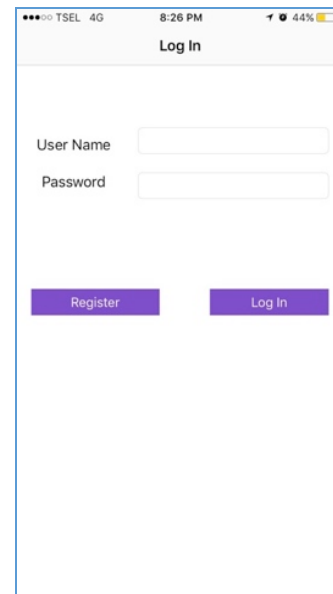 TSEL 4G 8:26 PM 44%
Log In
User Name
Password
Register Log In